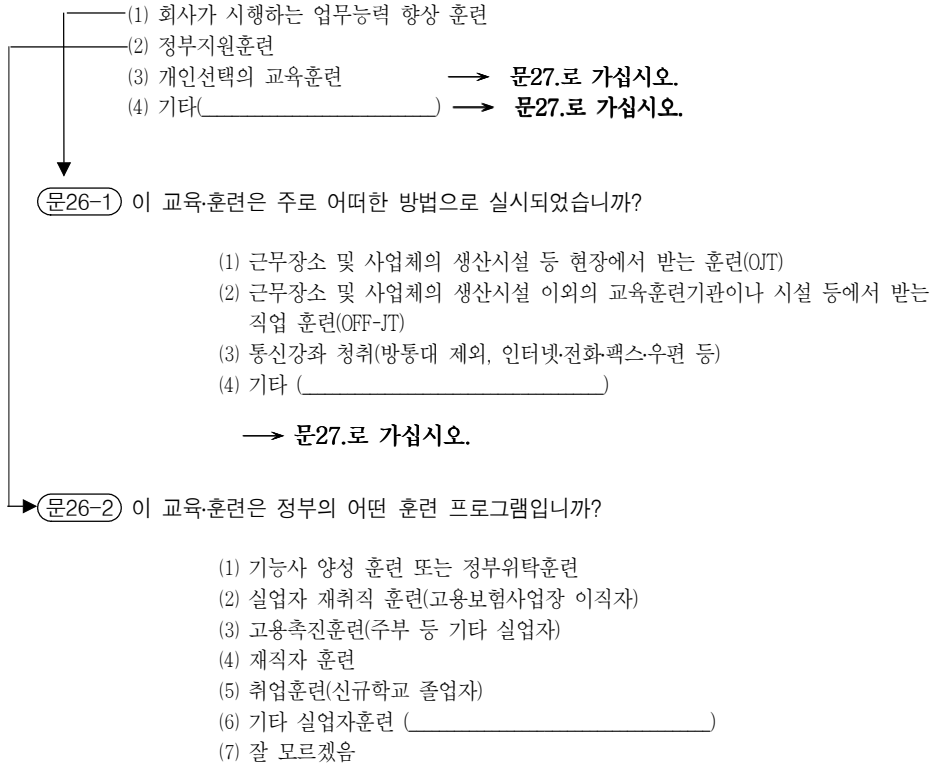 (1) 회사가 시행하는 업무능력 향상 훈련
(2) 정부지원훈련
(3) 개인선택의 교육훈련 → 문27.로 가십시오.
(4) 기타(______________________) → 문27.로 가십시오.
문26-1 이 교육·훈련은 주로 어떠한 방법으로 실시되었습니까?
(1) 근무장소 및 사업체의 생산시설 등 현장에서 받는 훈련(OJT)
(2) 근무장소 및 사업체의 생산시설 이외의 교육훈련기관이나 시설 등에서 받는
직업 훈련(OFF-JT)
(3) 통신강좌 청취(방통대 제외, 인터넷·전화·팩스·우편 등)
(4) 기타 (____________________________)
→ 문27.로 가십시오.
문26-2 이 교육·훈련은 정부의 어떤 훈련 프로그램입니까?
(1) 기능사 양성 훈련 또는 정부위탁훈련
(2) 실업자 재취직 훈련(고용보험사업장 이직자)
(3) 고용촉진훈련(주부 등 기타 실업자)
(4) 재직자 훈련
(5) 취업훈련(신규학교 졸업자)
(6) 기타 실업자훈련 (____________________________)
(7) 잘 모르겠음